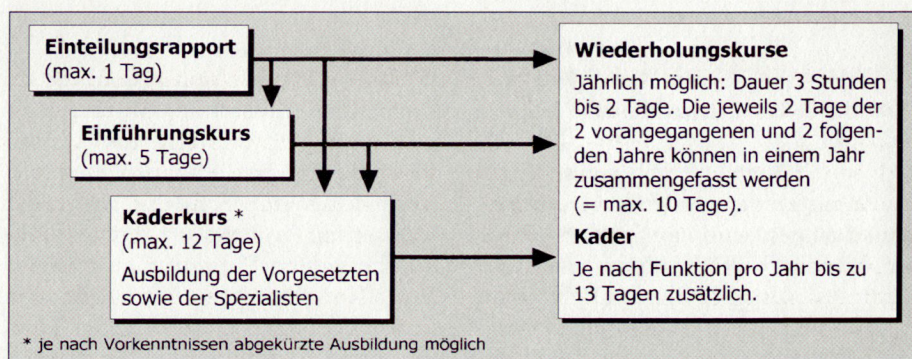 Einteilungsrapport
(max. 1 Tag)
Einführungskurs
(max. 5 Tage)
Kaderkurs *
(max. 12 Tage)
Ausbildung der Vorgesetzten
sowie der Spezialisten
Wiederholungskurse
Jährlich möglich: Dauer 3 Stunden
bis 2 Tage. Die jeweils 2 Tage der
2 vorangegangenen und 2 folgen-
den Jahre können in einem Jahr
zusammengefasst werden
(= max. 10 Tage).
Kader
Je nach Funktion pro Jahr bis zu
13 Tagen zusätzlich.
* je nach Vorkenntnissen abgekürzte Ausbildung möglich